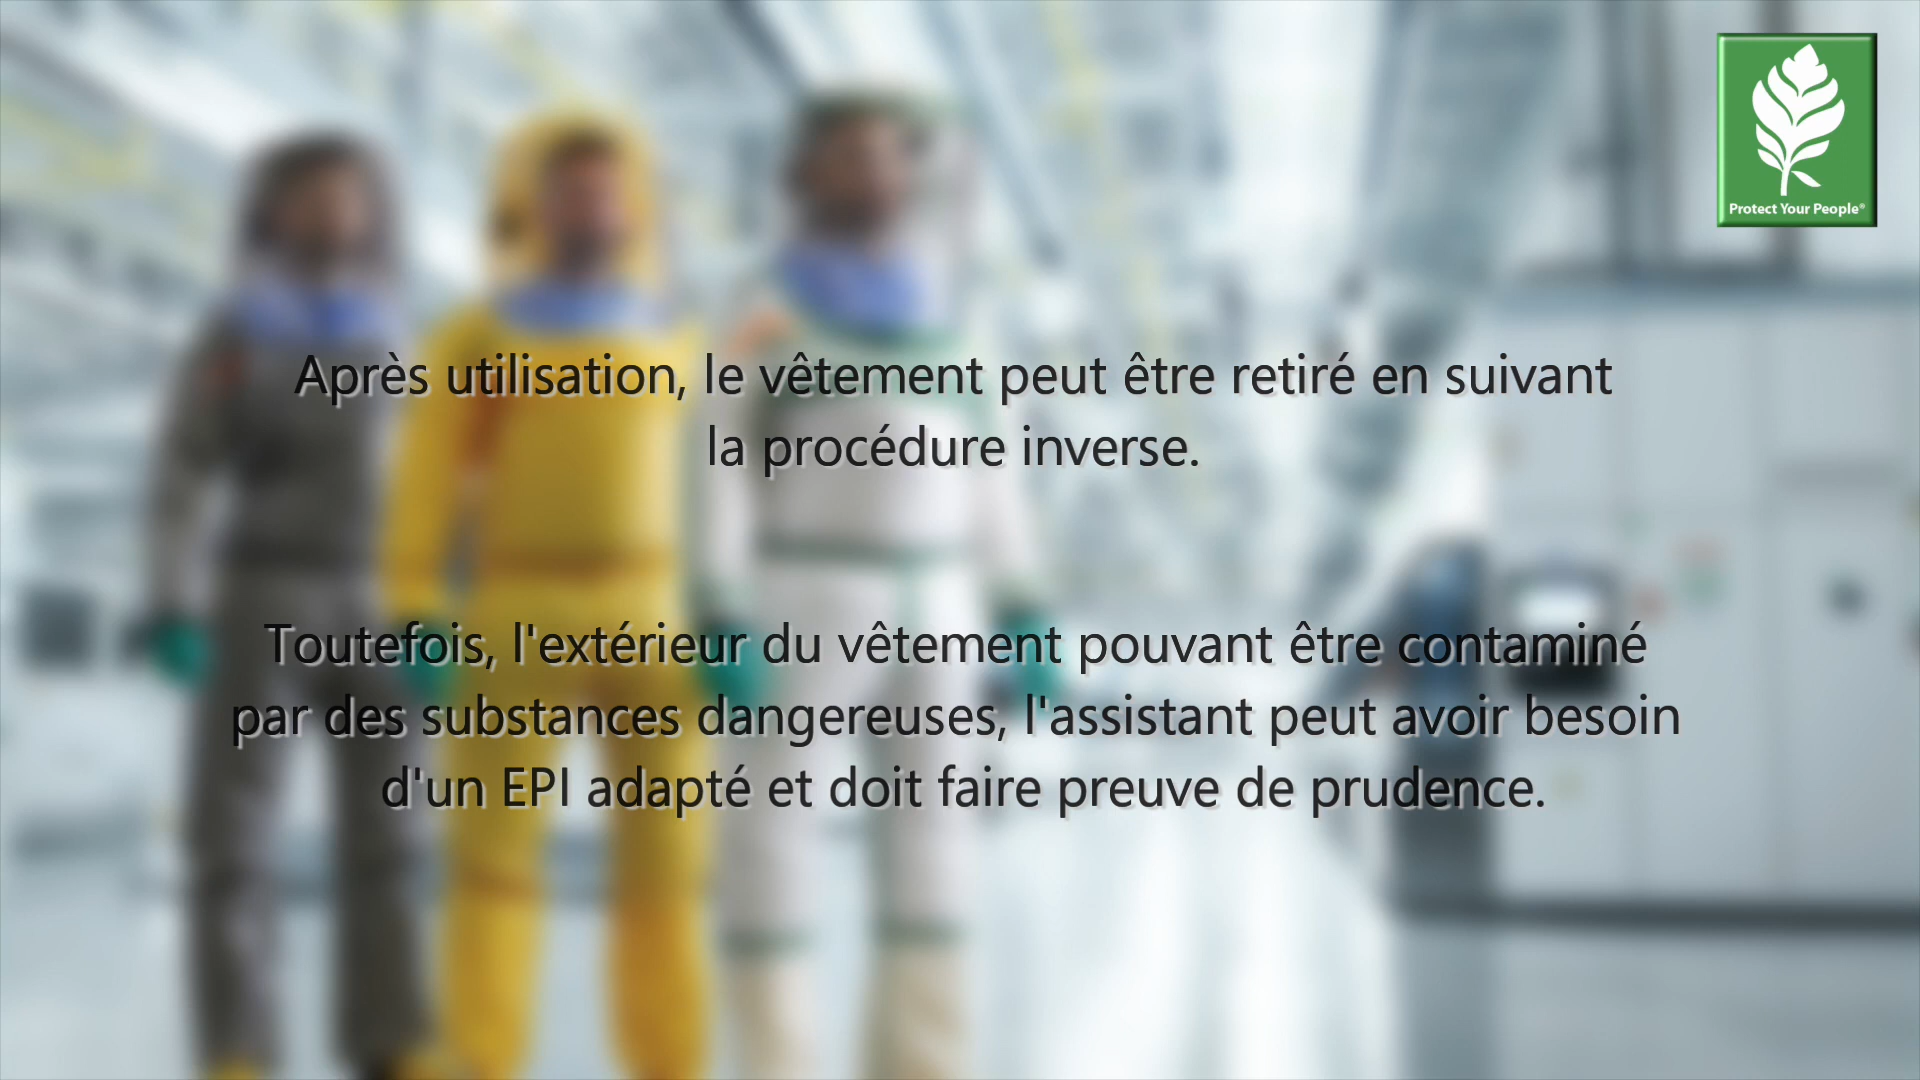 Protect Your People®
Après utilisation, le vêtement peut être retiré en suivant
la procédure inverse.
Toutefois, l'extérieur du vêtement pouvant être contaminé
par des substances dangereuses, l'assistant peut avoir besoin
d'un EPI adapté et doit faire preuve de prudence.